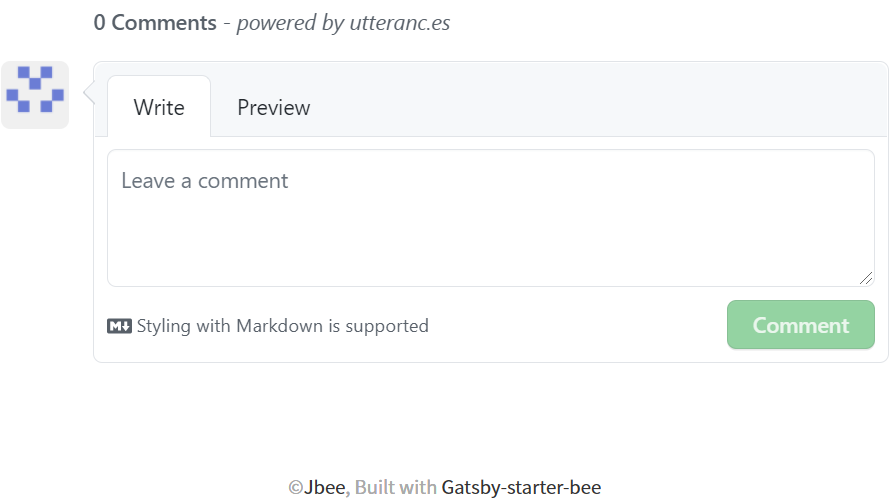 0 Comments - powered by utteranc.es
Write Preview
Leave a comment
M↓ Styling with Markdown is supported
Comment
©Jbee, Built with Gatsby-starter-bee